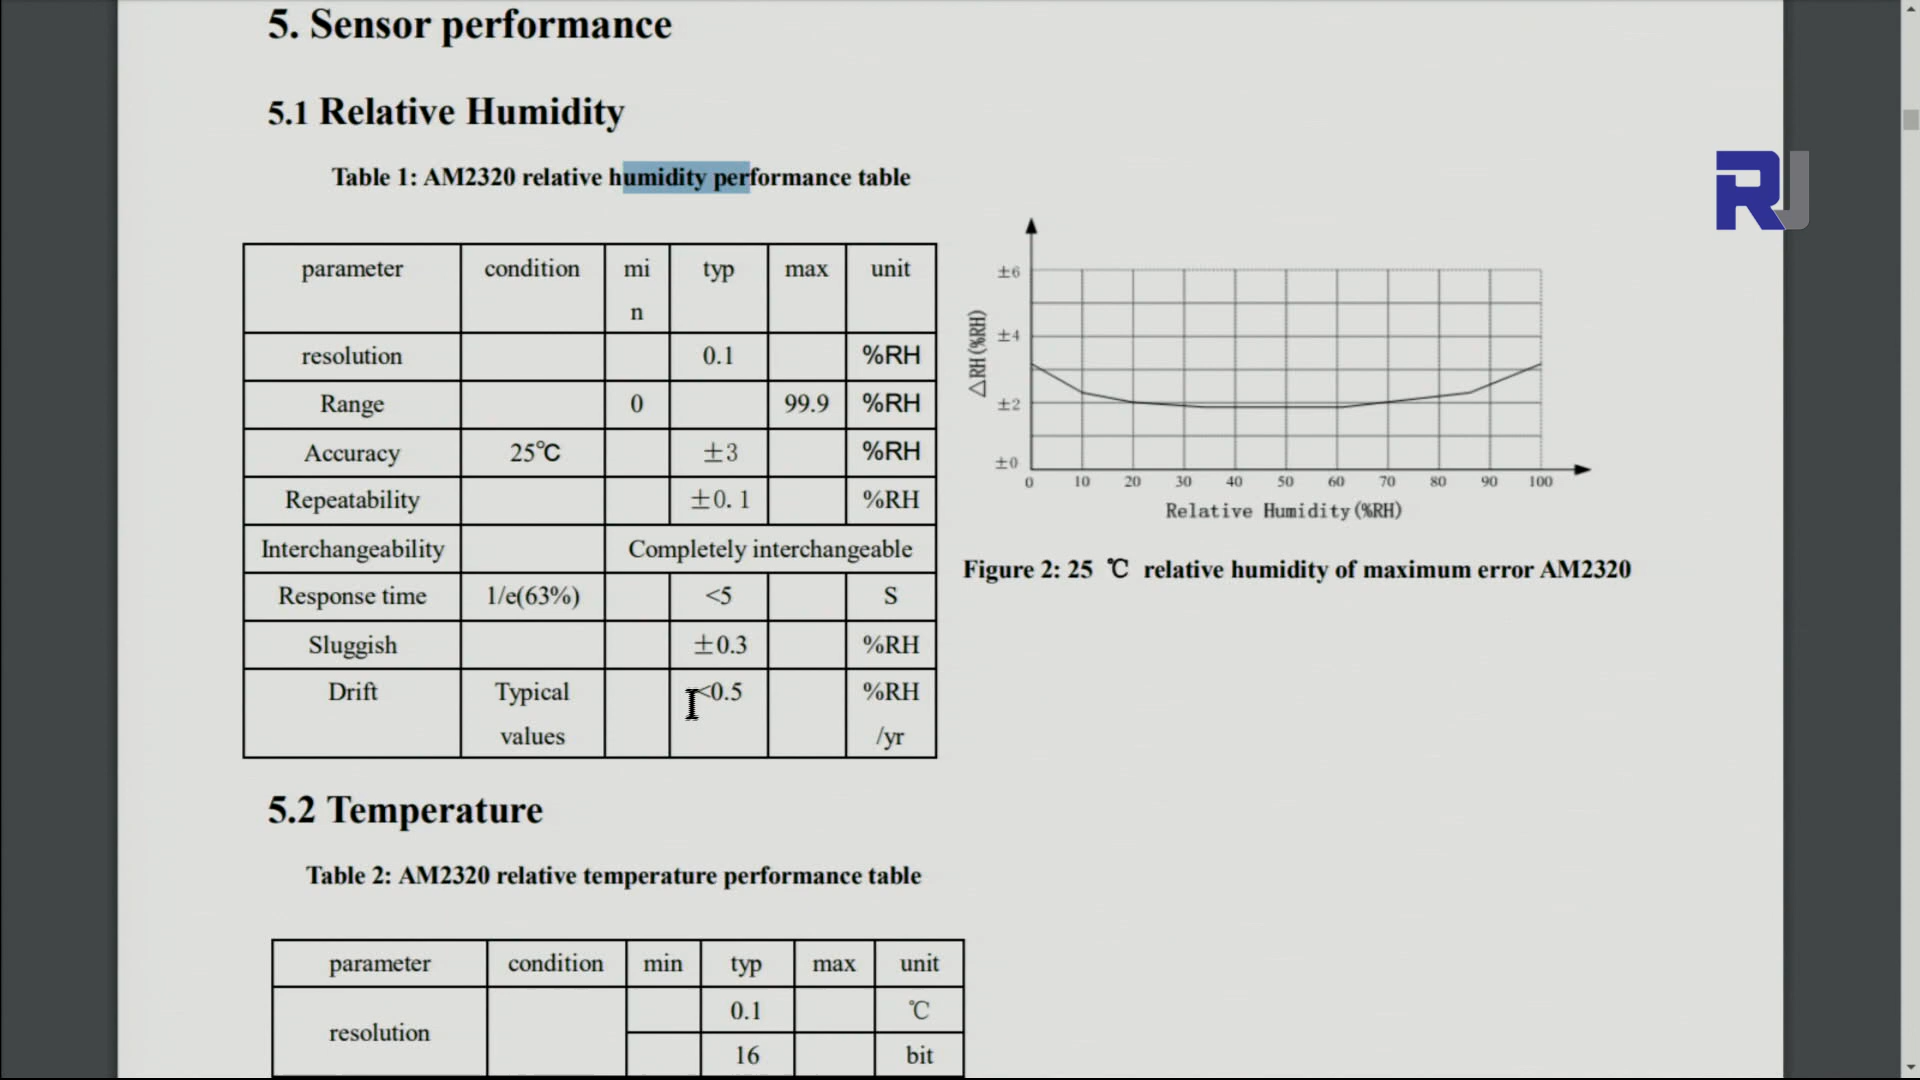 5. Sensor performance
5.1 Relative Humidity
Table 1: AM2320 relative humidity performance table
parameter condition mi typ max unit
n
resolution 0.1 %RH
Range 0 99.9 %RH
Accuracy 25℃ ±3 %RH
Repeatability ±0.1 %RH
Interchangeability Completely interchangeable
Response time 1/e(63%) <5 S
Sluggish ±0.3 %RH
Drift Typical <0.5 %RH
values /yr
RJ
±6
±4
±2
±0
△RH(%RH)
0 10 20 30 40 50 60 70 80 90 100
Relative Humidity(%RH)
Figure 2: 25 ℃ relative humidity of maximum error AM2320
5.2 Temperature
Table 2: AM2320 relative temperature performance table
parameter condition min typ max unit
resolution 0.1 ℃
16 bit